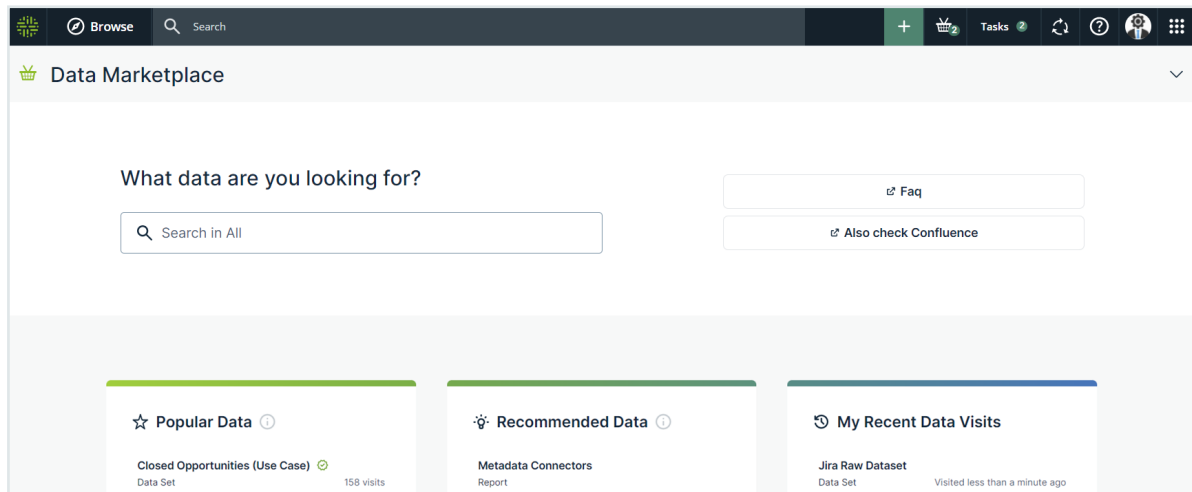 Browse
Search
2
Tasks 2
Data Marketplace
What data are you looking for?
Search in All
Faq
Also check Confluence
Popular Data
Closed Opportunities (Use Case)
Data Set 158 visits
Recommended Data
Metadata Connectors
Report
My Recent Data Visits
Jira Raw Dataset
Data Set Visited less than a minute ago